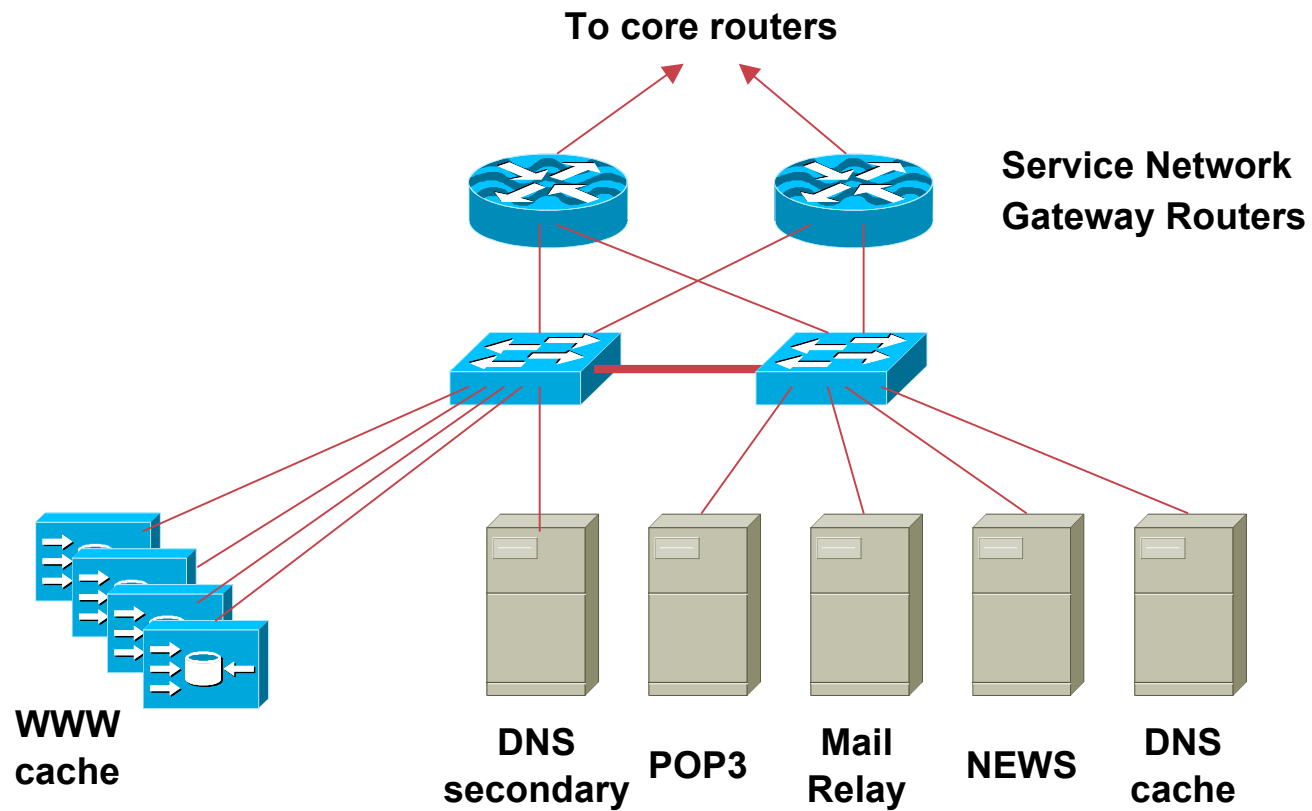 To core routers
Service Network
Gateway Routers
WWW
cache
DNS
secondary
POP3
Mail
Relay
NEWS
DNS
cache